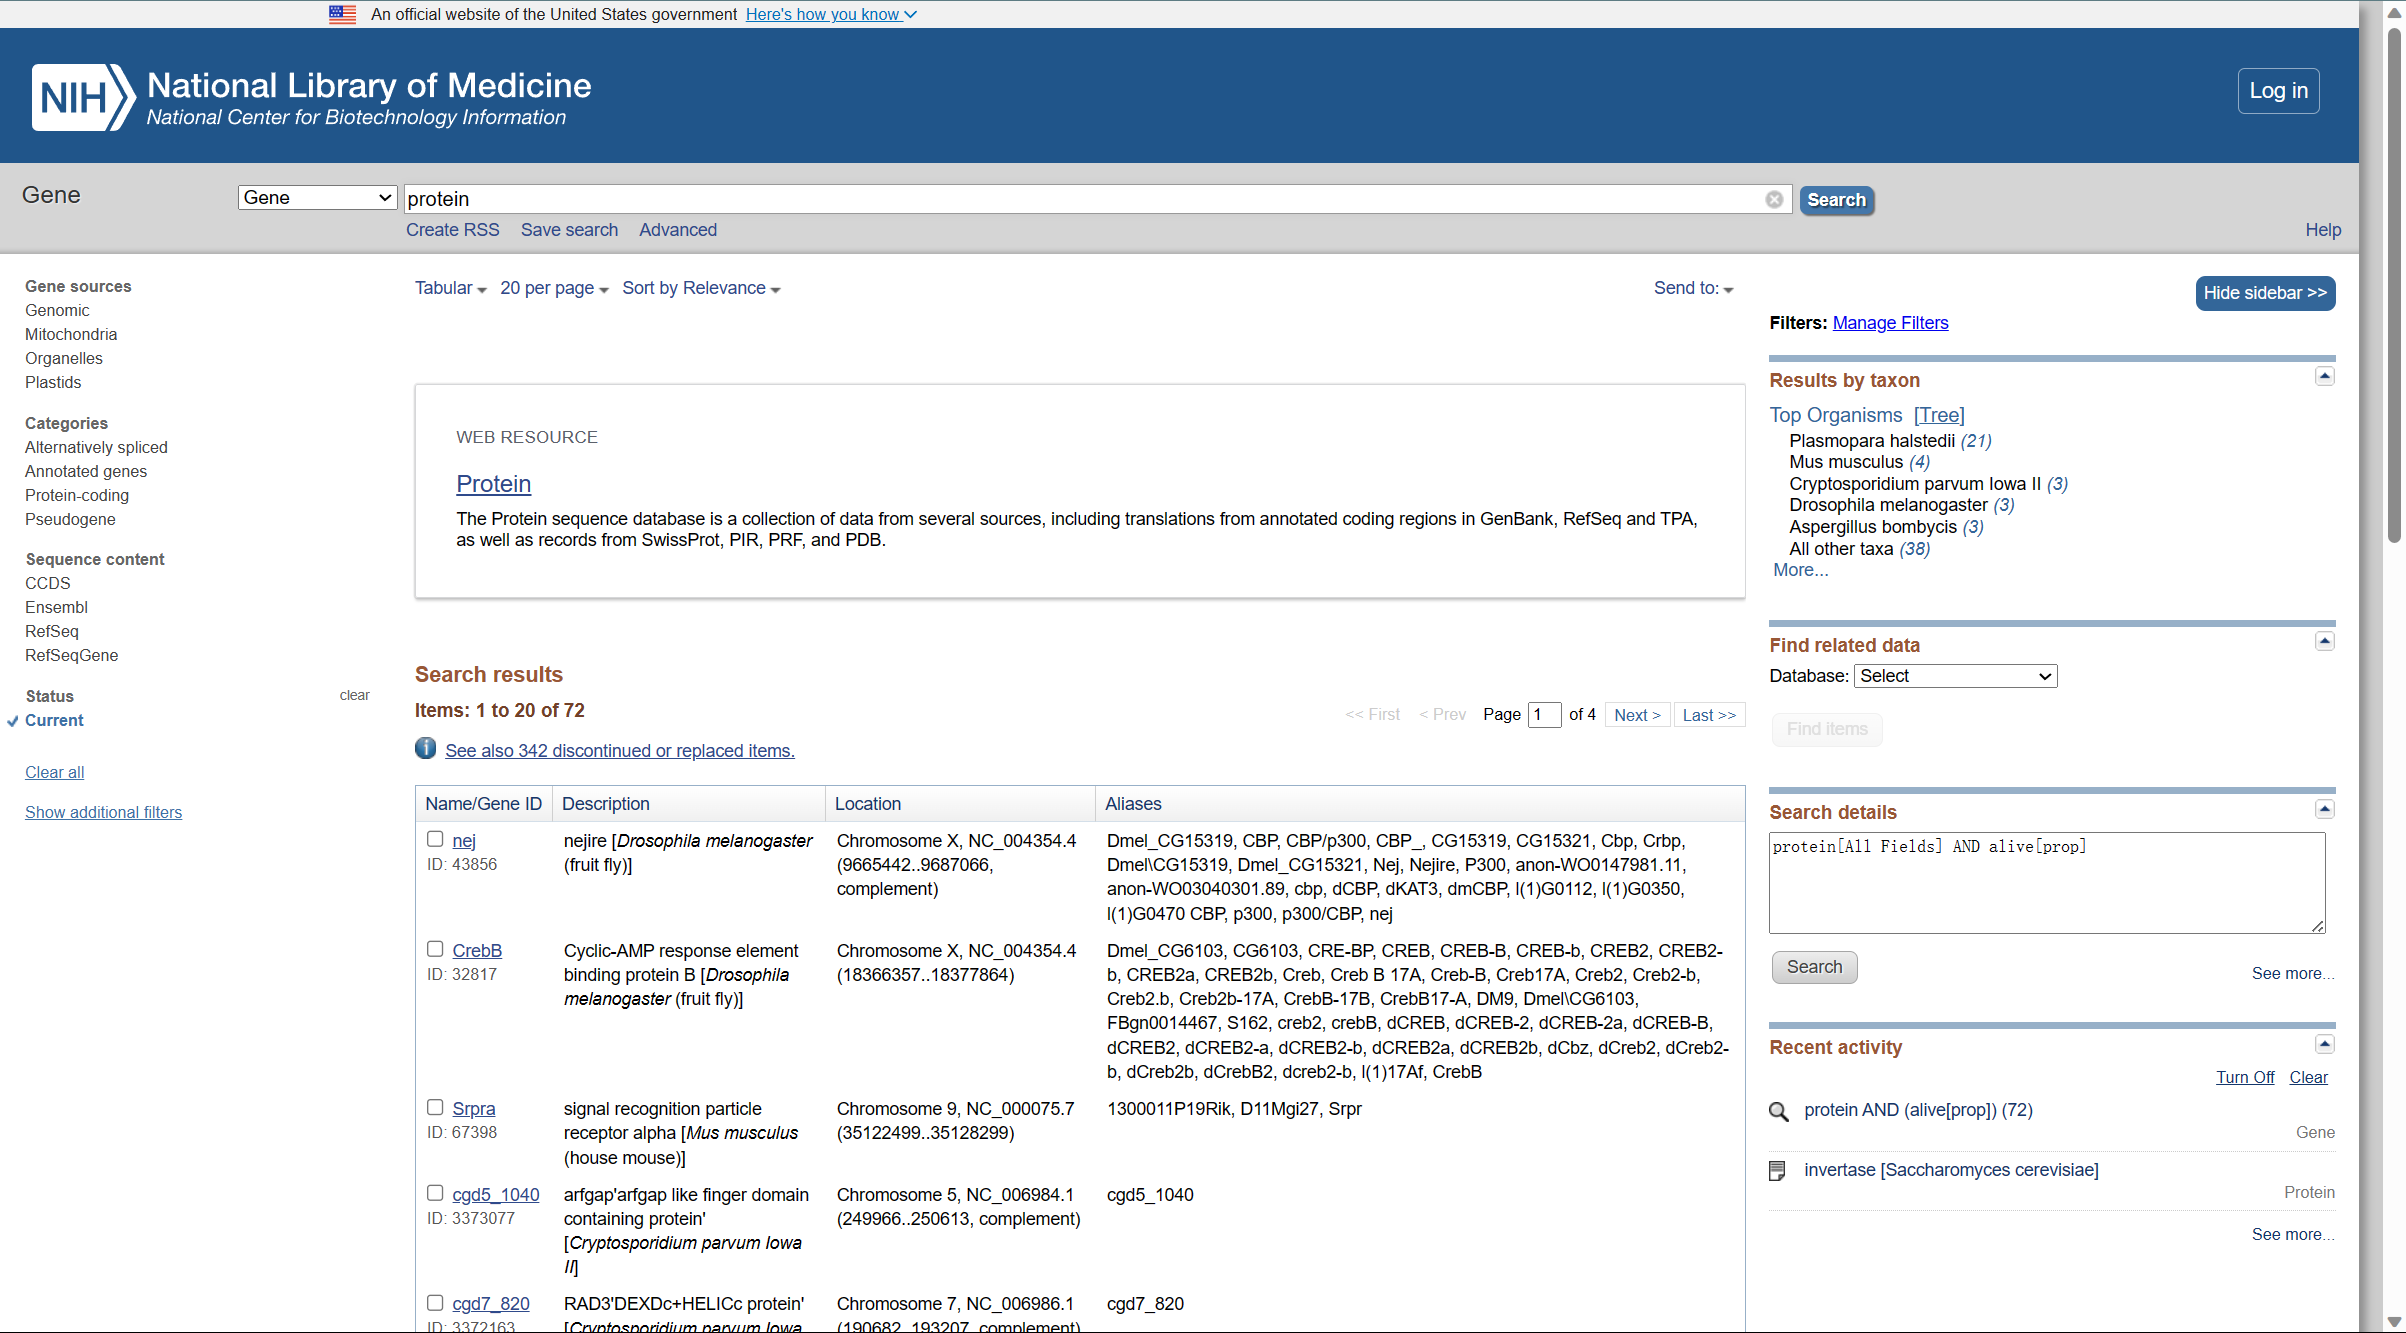 An official website of the United States government Here's how you know
NIH National Library of Medicine
National Center for Biotechnology Information
Log in
Gene
Gene
protein
Search
Create RSS Save search Advanced
Help
Gene sources
Genomic
Mitochondria
Organelles
Plastids
Categories
Alternatively spliced
Annotated genes
Protein-coding
Pseudogene
Sequence content
CCDS
Ensembl
RefSeq
RefSeqGene
Status clear
Current
Clear all
Show additional filters
Tabular 20 per page Sort by Relevance
Send to:
WEB RESOURCE
Protein
The Protein sequence database is a collection of data from several sources, including translations from annotated coding regions in GenBank, RefSeq and TPA,
as well as records from SwissProt, PIR, PRF, and PDB.
Search results
Items: 1 to 20 of 72
<< First < Prev Page 1 of 4 Next > Last >>
See also 342 discontinued or replaced items.
Name/Gene ID Description Location Aliases
nej
ID: 43856
nejire [Drosophila melanogaster
(fruit fly)]
Chromosome X, NC_004354.4
(9665442..9687066,
complement)
Dmel_CG15319, CBP, CBP/p300, CBP_, CG15319, CG15321, Cbp, Crbp,
Dmel\CG15319, Dmel_CG15321, Nej, Nejire, P300, anon-WO0147981.11,
anon-WO03040301.89, cbp, dCBP, dKAT3, dmCBP, l(1)G0112, l(1)G0350,
l(1)G0470 CBP, p300, p300/CBP, nej
CrebB
ID: 32817
Cyclic-AMP response element
binding protein B [Drosophila
melanogaster (fruit fly)]
Chromosome X, NC_004354.4
(18366357..18377864)
Dmel_CG6103, CG6103, CRE-BP, CREB, CREB-B, CREB-b, CREB2, CREB2-
b, CREB2a, CREB2b, Creb, Creb B 17A, Creb-B, Creb17A, Creb2, Creb2-b,
Creb2.b, Creb2b-17A, CrebB-17B, CrebB17-A, DM9, Dmel\CG6103,
FBgn0014467, S162, creb2, crebB, dCREB, dCREB-2, dCREB-2a, dCREB-B,
dCREB2, dCREB2-a, dCREB2-b, dCREB2a, dCREB2b, dCbz, dCreb2, dCreb2-
b, dCreb2b, dCrebB2, dcreb2-b, l(1)17Af, CrebB
Srpra
ID: 67398
signal recognition particle
receptor alpha [Mus musculus
(house mouse)]
Chromosome 9, NC_000075.7
(35122499..35128299)
1300011P19Rik, D11Mgi27, Srpr
cgd5_1040
ID: 3373077
arfgap'arfgap like finger domain
containing protein'
[Cryptosporidium parvum Iowa
II]
Chromosome 5, NC_006984.1
(249966..250613, complement)
cgd5_1040
cgd7_820
ID: 3372163
RAD3'DEXDc+HELICc protein'
[Cryptosporidium parvum Iowa
Chromosome 7, NC_006986.1
(190682..193207, complement)
cgd7_820
Hide sidebar >>
Filters: Manage Filters
Results by taxon
Top Organisms [Tree]
Plasmopara halstedii (21)
Mus musculus (4)
Cryptosporidium parvum Iowa II (3)
Drosophila melanogaster (3)
Aspergillus bombycis (3)
All other taxa (38)
More...
Find related data
Database: Select
Find items
Search details
protein[All Fields] AND alive[prop]
Search
See more...
Recent activity
Turn Off Clear
protein AND (alive[prop]) (72)
Gene
invertase [Saccharomyces cerevisiae]
Protein
See more...